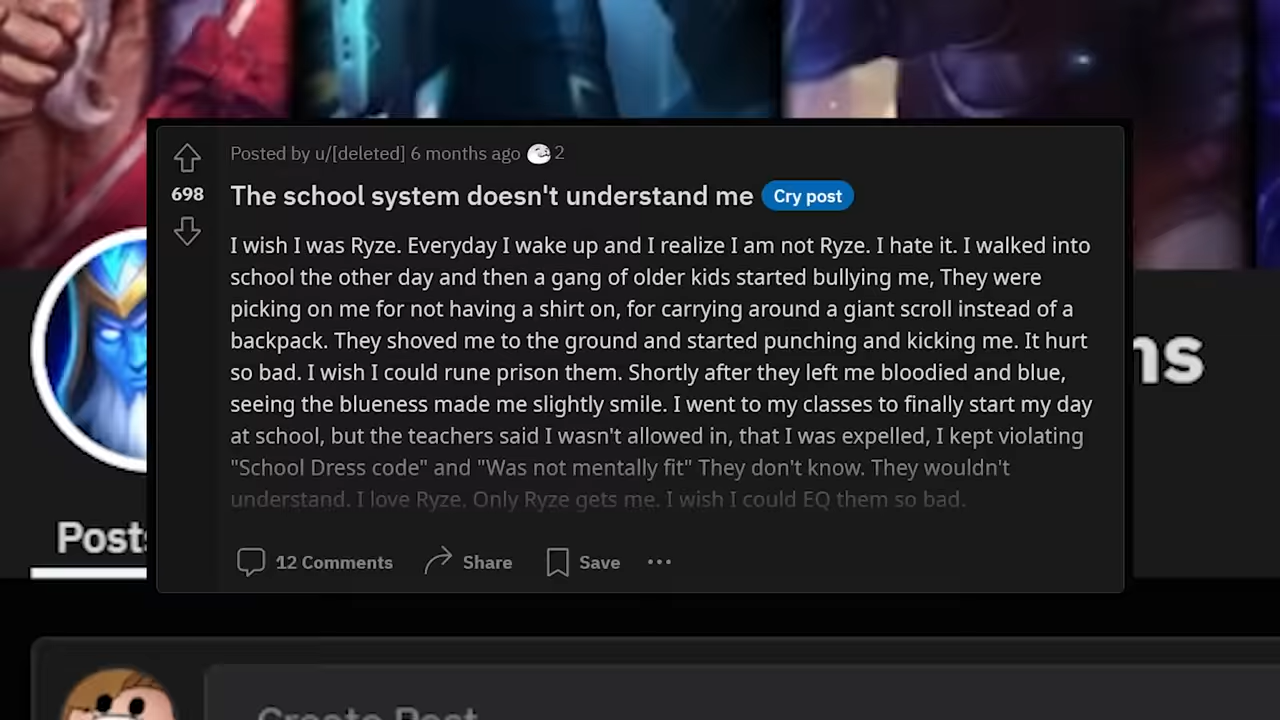 Posted by u/[deleted] 6 months ago 2
698
The school system doesn't understand me Cry post
I wish I was Ryze. Everyday I wake up and I realize I am not Ryze. I hate it. I walked into
school the other day and then a gang of older kids started bullying me, They were
picking on me for not having a shirt on, for carrying around a giant scroll instead of a
backpack. They shoved me to the ground and started punching and kicking me. It hurt
so bad. I wish I could rune prison them. Shortly after they left me bloodied and blue,
seeing the blueness made me slightly smile. I went to my classes to finally start my day
at school, but the teachers said I wasn't allowed in, that I was expelled, I kept violating
"School Dress code" and "Was not mentally fit" They don't know. They wouldn't
understand. I love Ryze. Only Ryze gets me. I wish I could EQ them so bad.
12 Comments Share Save
ns
Posts
Create Post